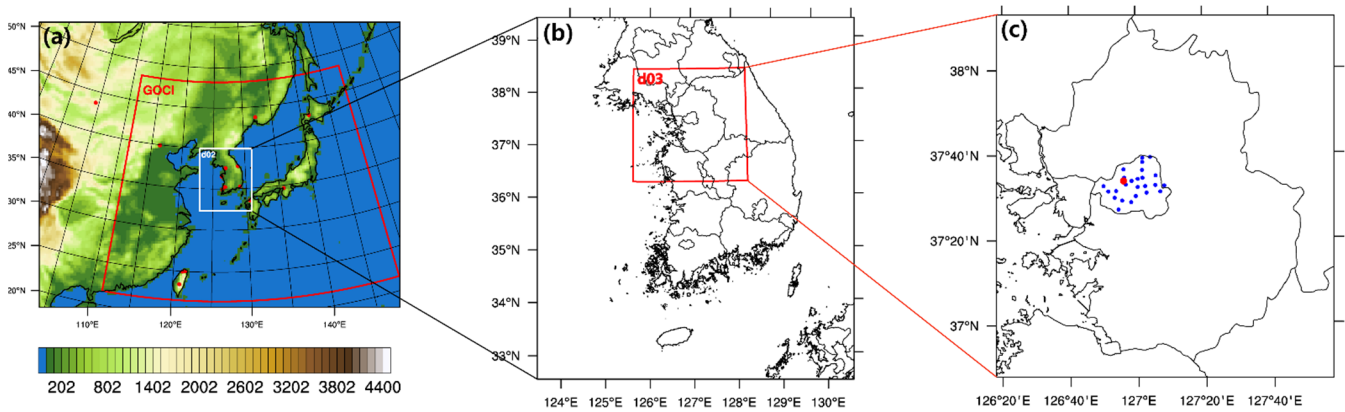 (a)
GOCI
d02
50°N
45°N
40°N
35°N
30°N
25°N
20°N
110°E 120°E 130°E 140°E
202 802 1402 2002 2602 3202 3802 4400
(b)
d03
39°N
38°N
37°N
36°N
35°N
34°N
33°N
124°E 125°E 126°E 127°E 128°E 129°E 130°E
(c)
38°N
37°40'N
37°20'N
37°N
126°20'E 126°40'E 127°E 127°20'E 127°40'E